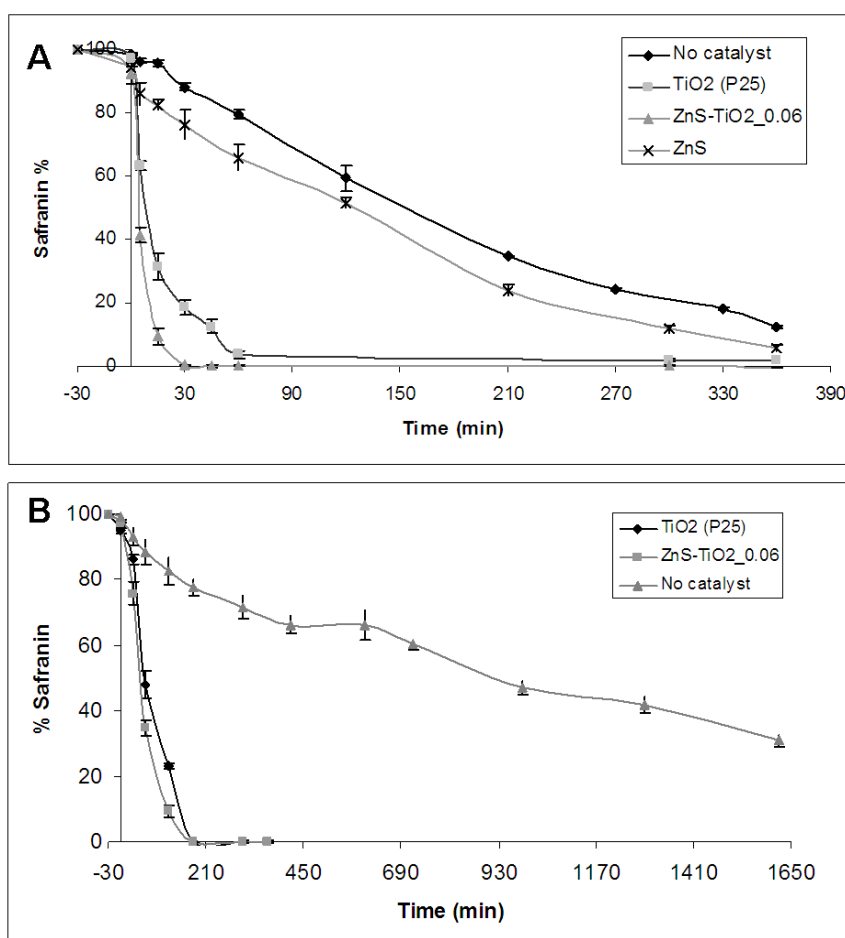 A
No catalyst
TiO2 (P25)
ZnS-TiO2_0.06
ZnS
Safranin %
100
80
60
40
20
0
-30 30 90 150 210 270 330 390
Time (min)
B
TiO2 (P25)
ZnS-TiO2_0.06
No catalyst
% Safranin
100
80
60
40
20
0
-30 210 450 690 930 1170 1410 1650
Time (min)